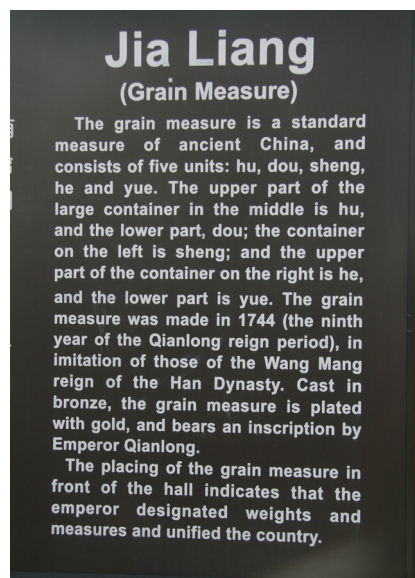 Jia Liang
(Grain Measure)
The grain measure is a standard
measure of ancient China, and
consists of five units: hu, dou, sheng,
he and yue. The upper part of the
large container in the middle is hu,
and the lower part, dou; the container
on the left is sheng; and the upper
part of the container on the right is he,
and the lower part is yue. The grain
measure was made in 1744 (the ninth
year of the Qianlong reign period), in
imitation of those of the Wang Mang
reign of the Han Dynasty. Cast in
bronze, the grain measure is plated
with gold, and bears an inscription by
Emperor Qianlong.
The placing of the grain measure in
front of the hall indicates that the
emperor designated weights and
measures and unified the country.